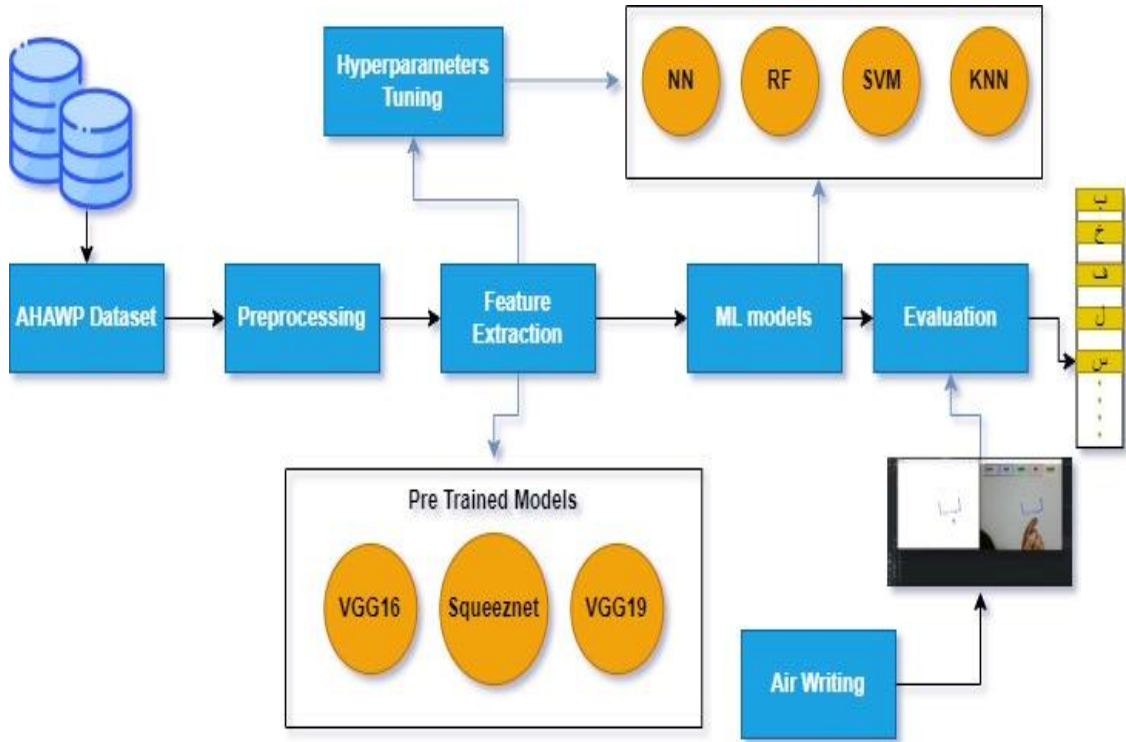 Hyperparameters
Tuning
NN
RF
SVM
KNN
AHAWP Dataset
Preprocessing
Feature
Extraction
ML models
Evaluation
ب
خ
ف
ل
س
Pre Trained Models
VGG16
Squeeznet
VGG19
ب
Air Writing